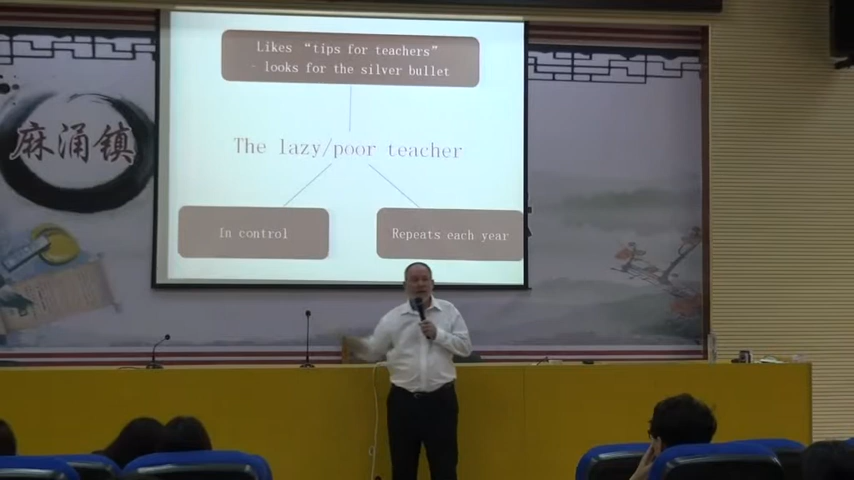 Likes “tips for teachers”
- looks for the silver bullet
The lazy/poor teacher
In control
Repeats each year
麻涌镇